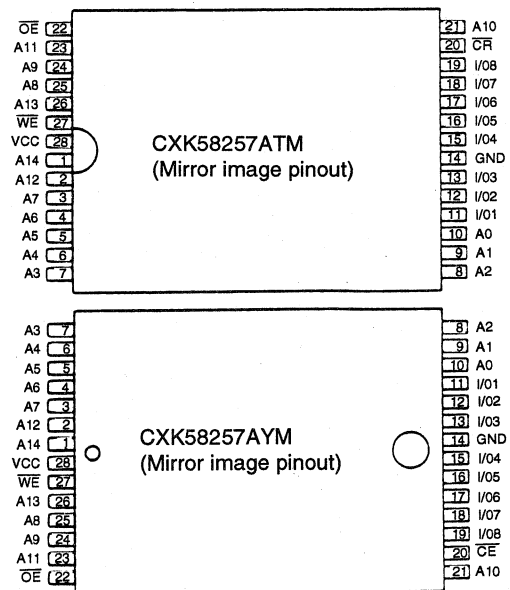 O̅E̅ 22 21 A10
A11 23 20 C̅R̅
A9 24 19 I/08
A8 25 18 I/07
A13 26 17 I/06
W̅E̅ 27 16 I/05
VCC 28 15 I/04
A14 1 14 GND
A12 2 13 I/03
A7 3 12 I/02
A6 4 11 I/01
A5 5 10 A0
A4 6 9 A1
A3 7 8 A2
CXK58257ATM
(Mirror image pinout)
A3 7 8 A2
A4 6 9 A1
A5 5 10 A0
A6 4 11 I/01
A7 3 12 I/02
A12 2 13 I/03
A14 1 14 GND
VCC 28 15 I/04
W̅E̅ 27 16 I/05
A13 26 17 I/06
A8 25 18 I/07
A9 24 19 I/08
A11 23 20 C̅E̅
O̅E̅ 22 21 A10
CXK58257AYM
(Mirror image pinout)